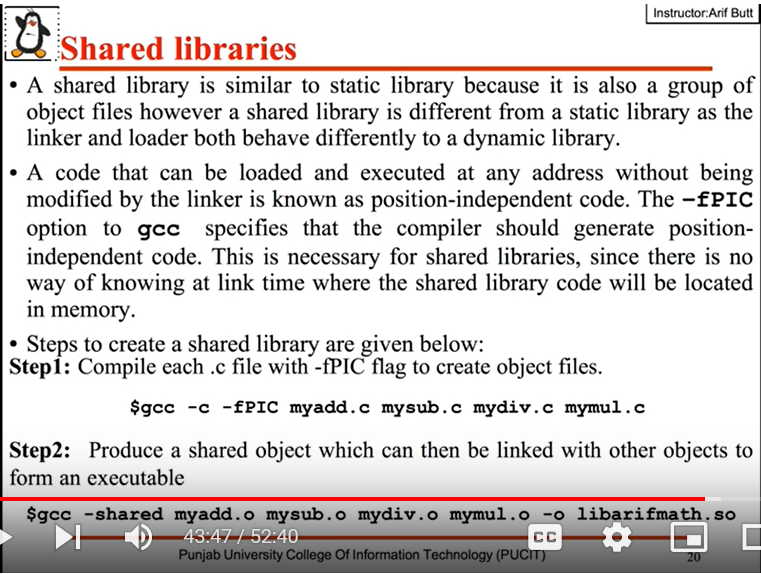 Instructor:Arif Butt
Shared libraries
• A shared library is similar to static library because it is also a group of
object files however a shared library is different from a static library as the
linker and loader both behave differently to a dynamic library.
• A code that can be loaded and executed at any address without being
modified by the linker is known as position-independent code. The –fPIC
option to gcc specifies that the compiler should generate position-
independent code. This is necessary for shared libraries, since there is no
way of knowing at link time where the shared library code will be located
in memory.
• Steps to create a shared library are given below:
Step1: Compile each .c file with -fPIC flag to create object files.
$gcc -c -fPIC myadd.c mysub.c mydiv.c mymul.c
Step2: Produce a shared object which can then be linked with other objects to
form an executable
$gcc -shared myadd.o mysub.o mydiv.o mymul.o -o libarifmath.so
43:47 / 52:40
CC
Punjab University College Of Information Technology (PUCIT)
20